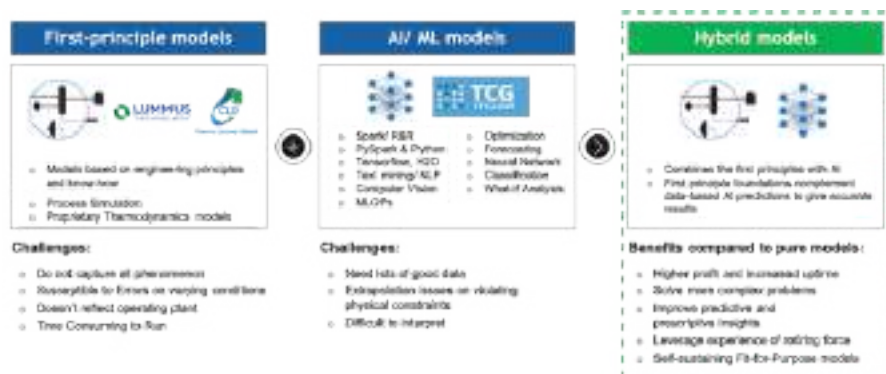 First-principle models
LUMMUS
Models based on engineering principles
and know-how
Process Simulation
Proprietary Thermodynamics models
Challenges:
Do not capture all phenomenon
Susceptible to Errors on varying conditions
Doesn't reflect operating plant
Time Consuming to Run
AI/ ML models
TCG
Spark/ R&R
PySpark & Python
Tensorflow, H2O
Text mining/ NLP
Computer Vision
MLOPs
Optimization
Forecasting
Neural Network
Classification
What-if Analysis
Challenges:
Need lots of good data
Extrapolation issues on violating
physical constraints
Difficult to interpret
Hybrid models
Combines the first principles with AI
First principle foundations complement
data-based AI predictions to give accurate
results
Benefits compared to pure models:
Higher profit and increased uptime
Solve more complex problems
Improve predictive and
prescriptive insights
Leverage experience of retiring force
Self-sustaining Fit-for-Purpose models